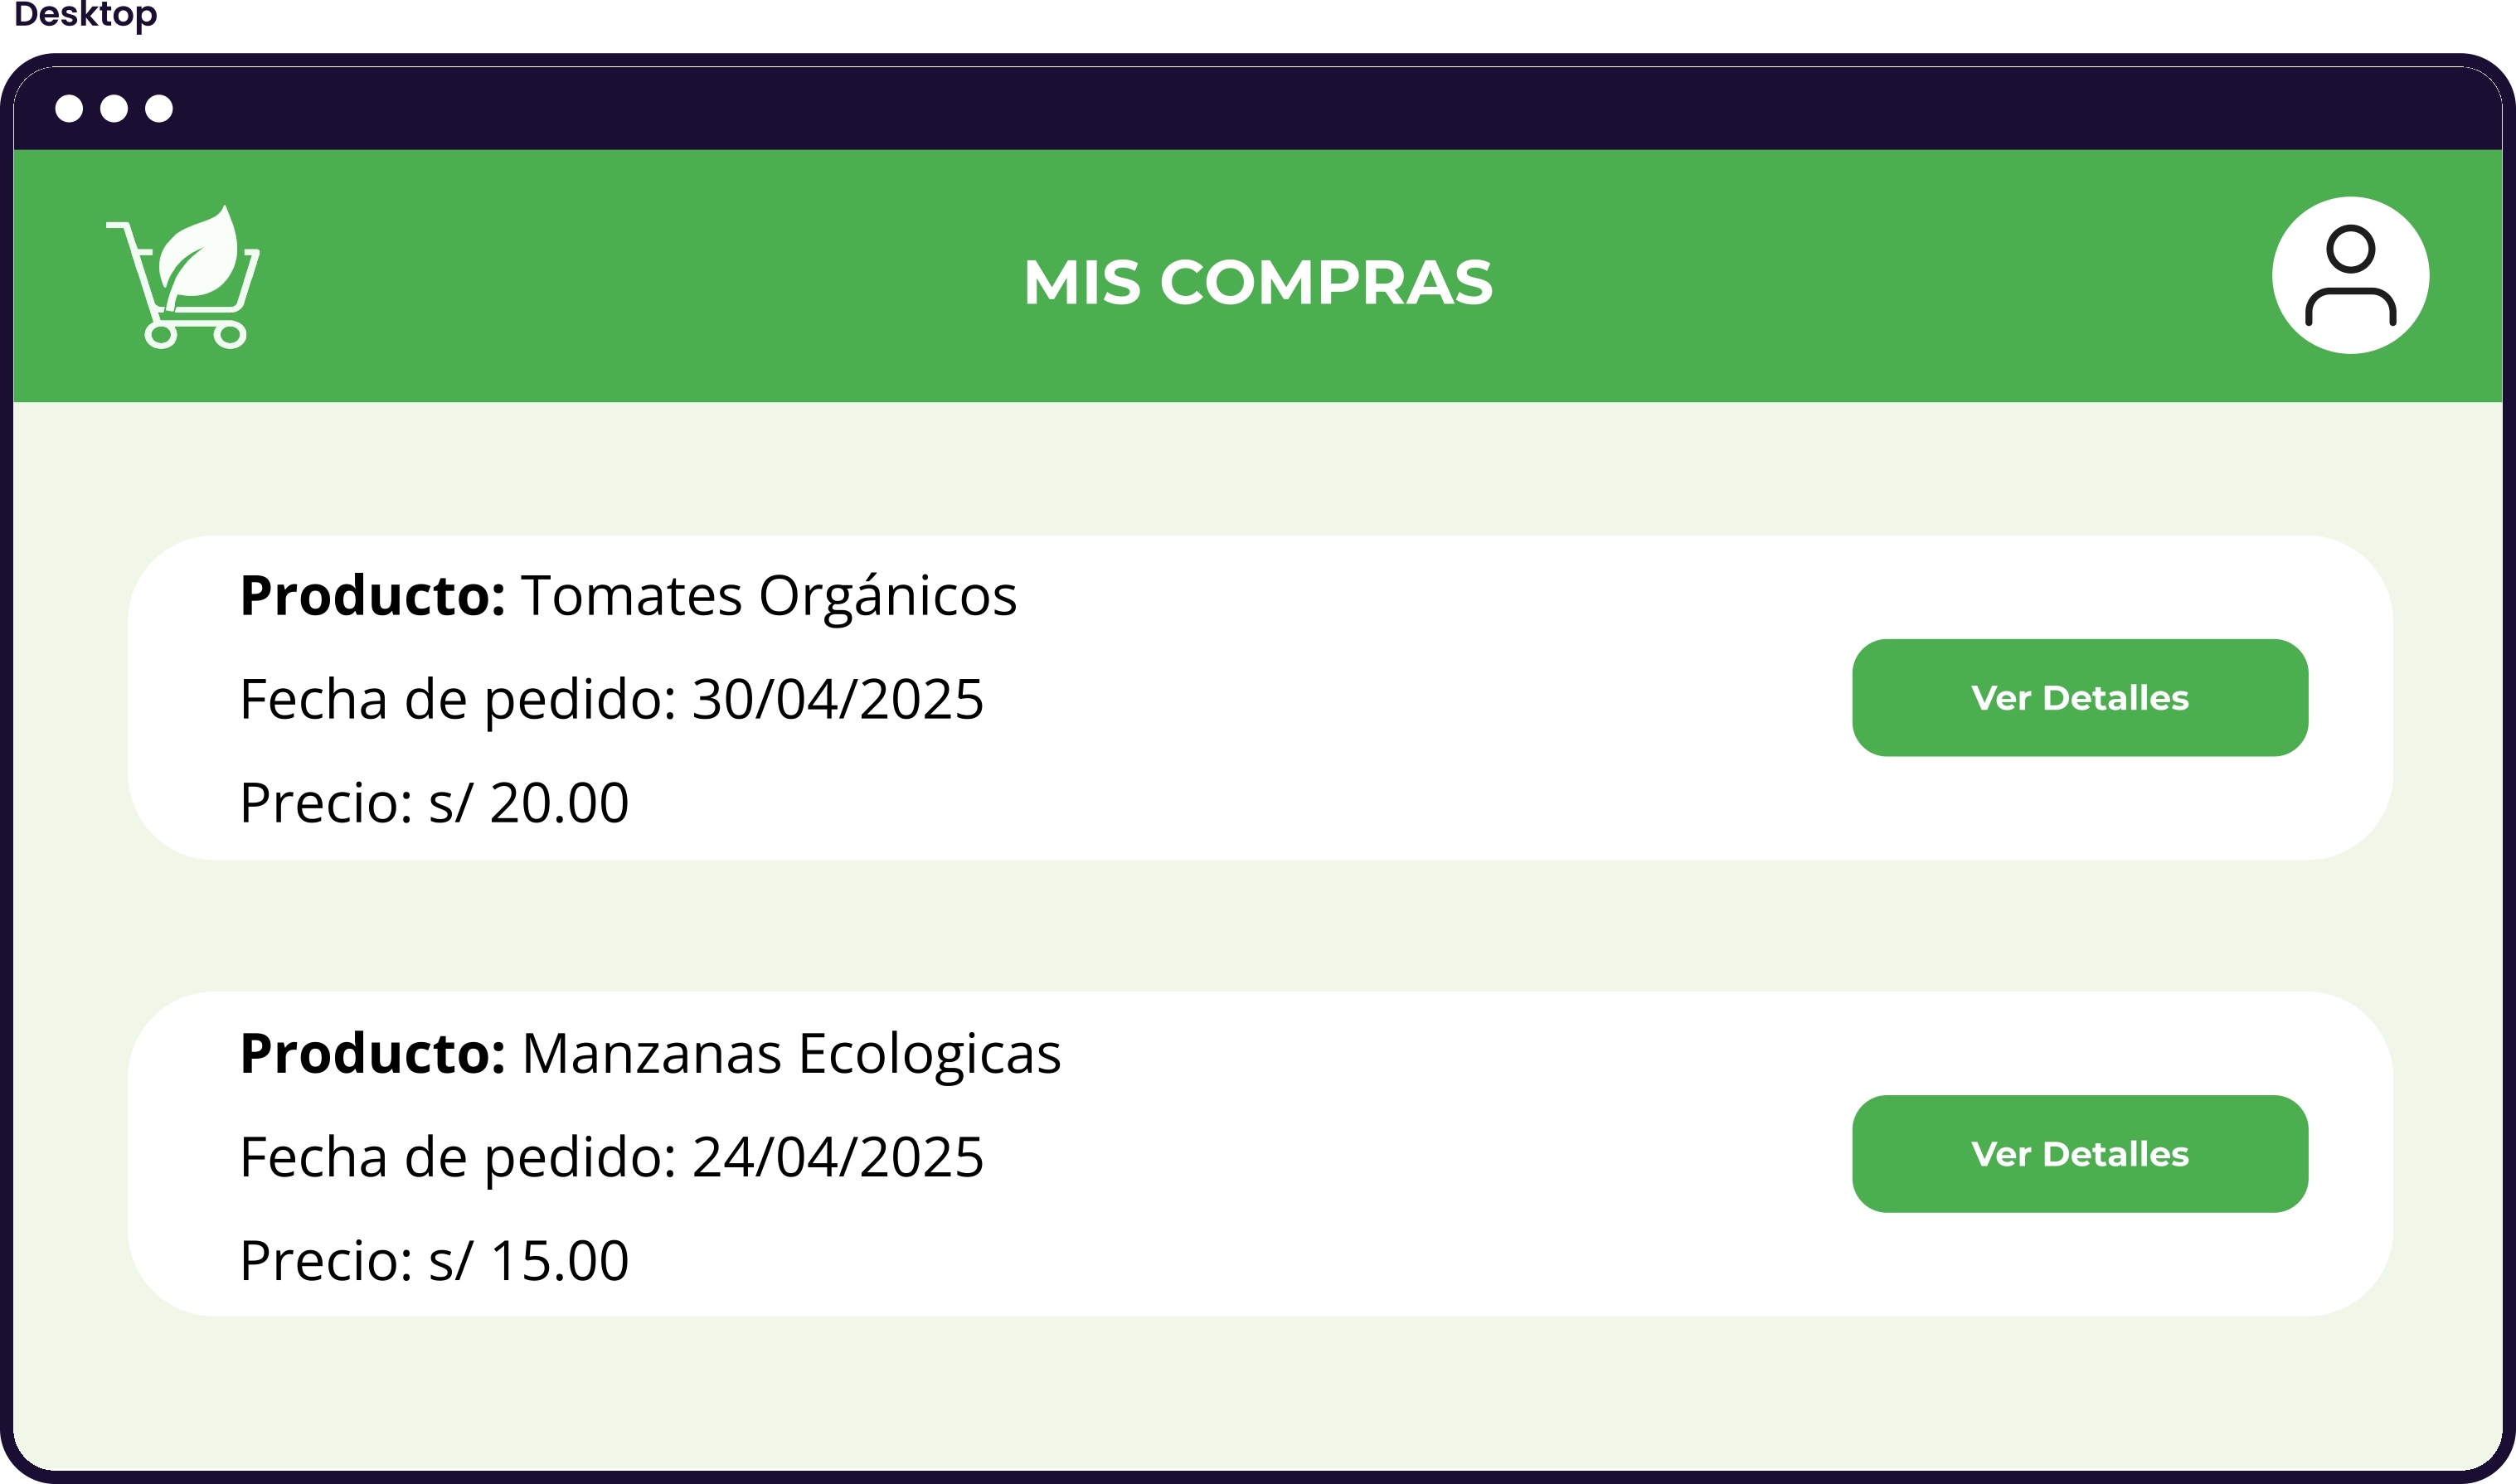 Desktop
MIS COMPRAS
Producto: Tomates Orgánicos
Fecha de pedido: 30/04/2025
Precio: s/ 20.00
Ver Detalles
Producto: Manzanas Ecologicas
Fecha de pedido: 24/04/2025
Precio: s/ 15.00
Ver Detalles